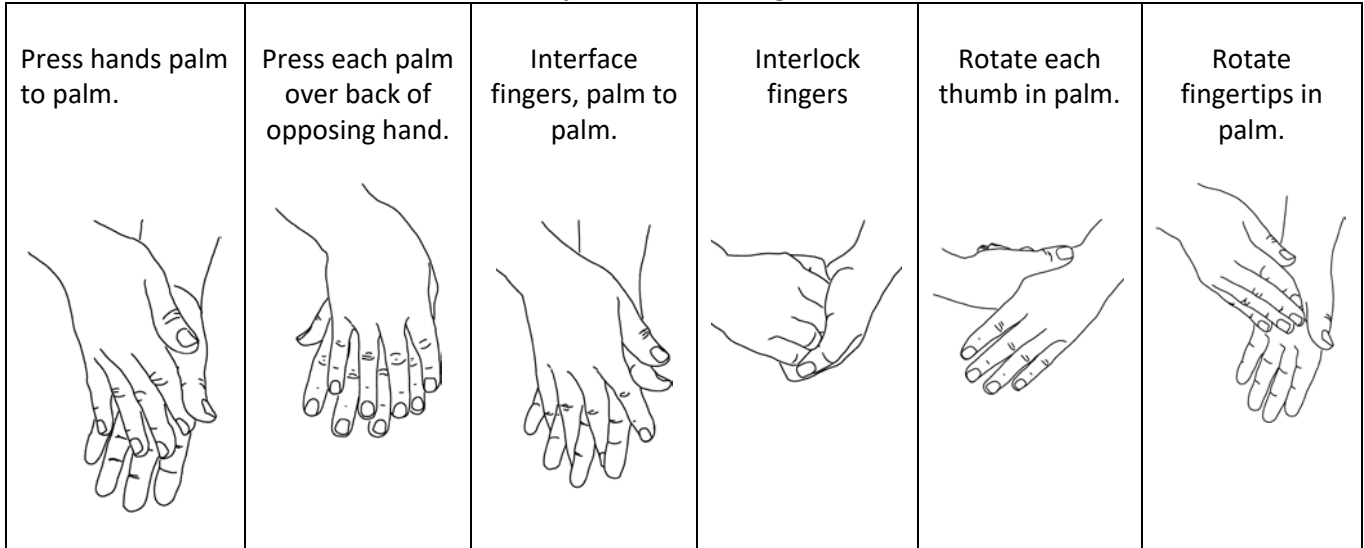 Press hands palm
to palm.
Press each palm
over back of
opposing hand.
Interface
fingers, palm to
palm.
Interlock
fingers
Rotate each
thumb in palm.
Rotate
fingertips in
palm.